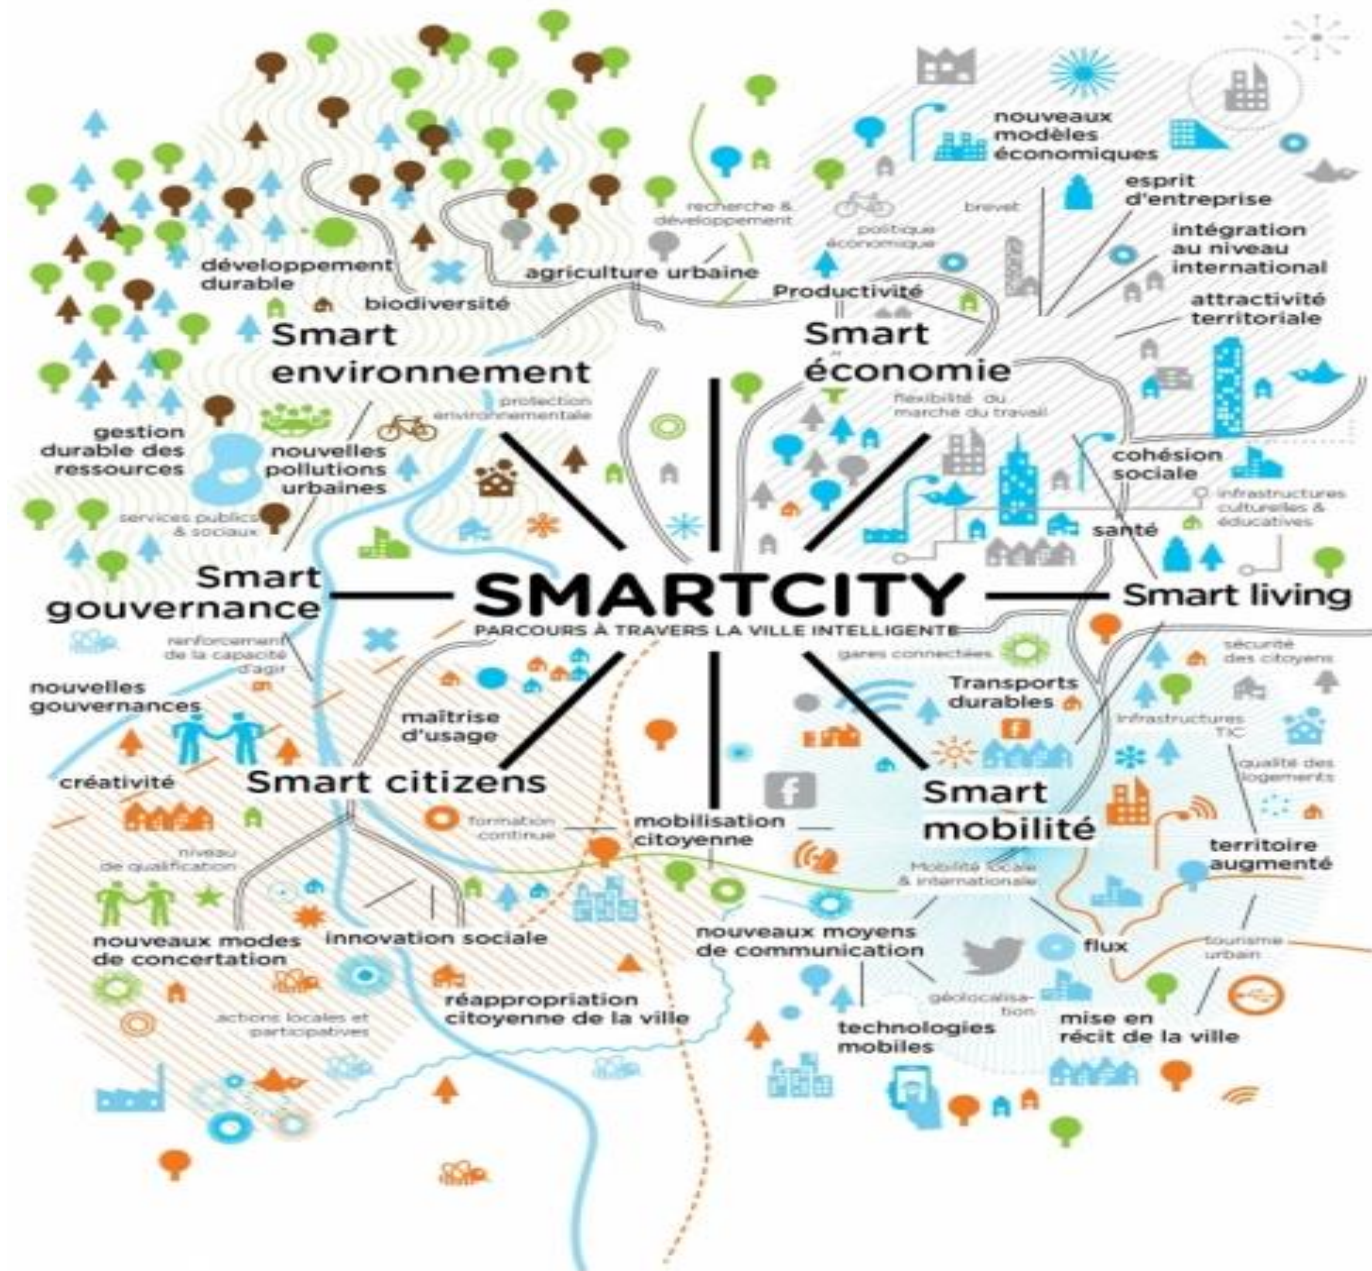 nouveaux
modèles
économiques
esprit
d'entreprise
brevet
recherche &
développement
politique
économique
intégration
au niveau
international
développement
durable
agriculture urbaine
biodiversité
Productivité
attractivité
territoriale
Smart
environnement
Smart
économie
protection
environnementale
flexibilité du
marché du travail
gestion
durable des
ressources
nouvelles
pollutions
urbaines
cohésion
sociale
infrastructures
culturelles &
éducatives
services publics
& sociaux
santé
Smart
gouvernance
SMARTCITY
PARCOURS À TRAVERS LA VILLE INTELLIGENTE
Smart living
renforcement
de la capacité
d'agir
gares connectées
sécurité
des citoyens
nouvelles
gouvernances
Transports
durables
maîtrise
d'usage
infrastructures
TIC
créativité
Smart citizens
qualité des
logements
Smart
mobilité
formation
continue
mobilisation
citoyenne
territoire
augmenté
niveau
de qualification
Mobilité locale
& internationale
nouveaux modes
de concertation
innovation sociale
nouveaux moyens
de communication
flux
tourisme
urbain
réappropriation
citoyenne de la ville
géolocalisa-
tion
actions locales et
participatives
technologies
mobiles
mise en
récit de la ville